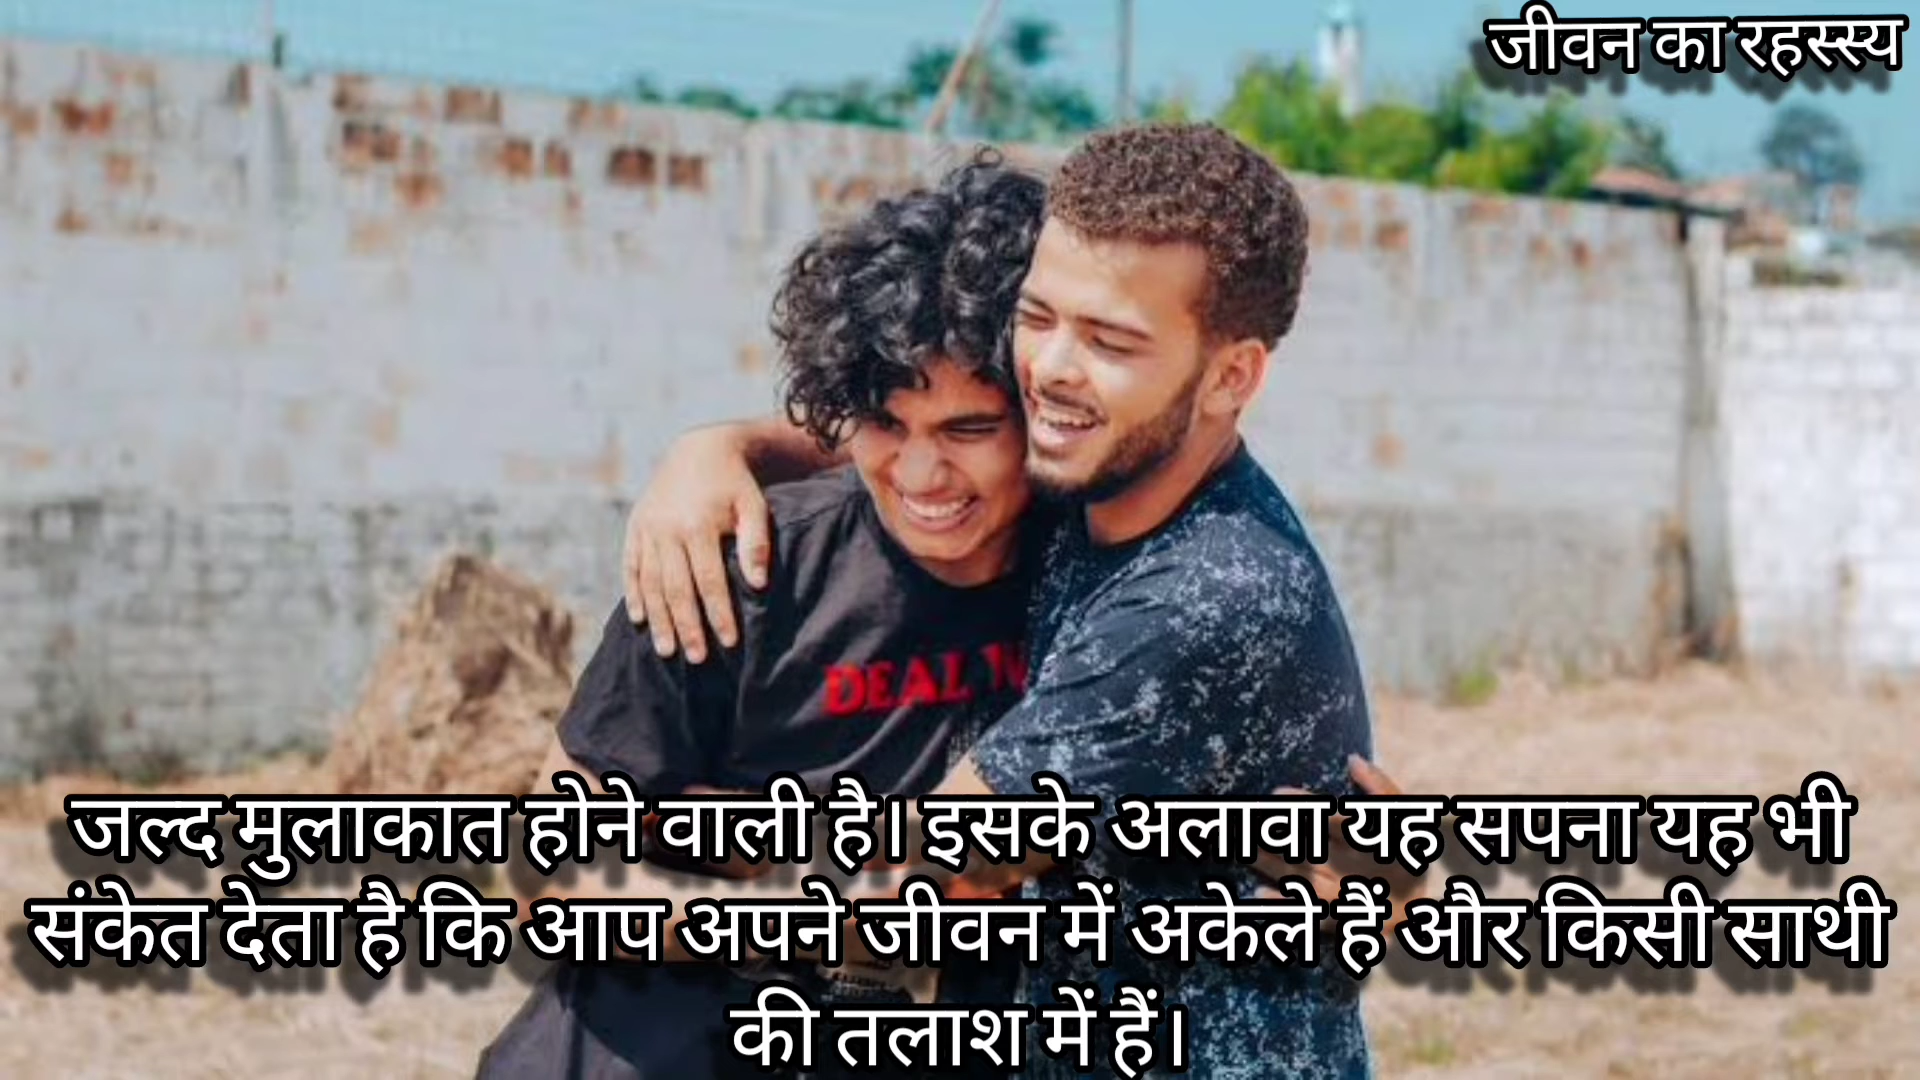 जीवन का रहस्स्य
DEAL
जल्द मुलाकात होने वाली है। इसके अलावा यह सपना यह भी
संकेत देता है कि आप अपने जीवन में अकेले हैं और किसी साथी
की तलाश में हैं।